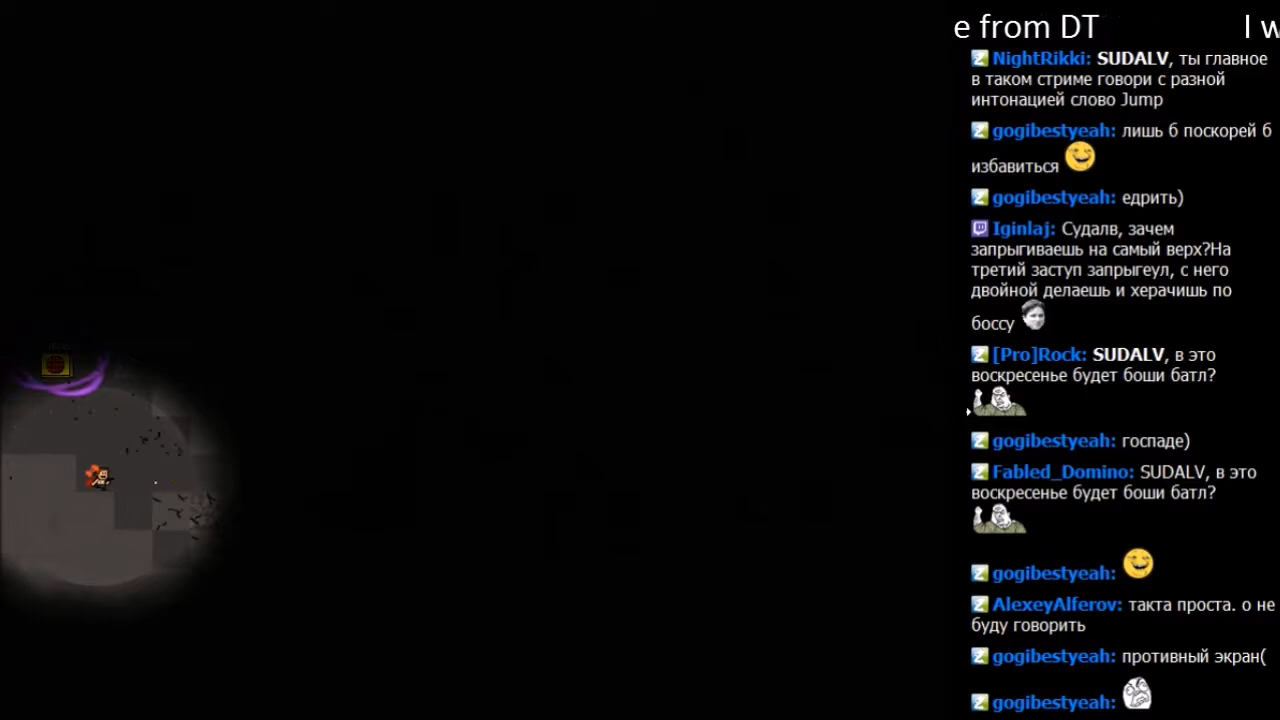 e from DT I w
NightRikki: SUDALV, ты главное
в таком стриме говори с разной
интонацией слово Jump
gogibestyeah: лишь б поскорей б
избавиться
gogibestyeah: едрить)
Iginlaj: Судалв, зачем
запрыгиваешь на самый верх?На
третий заступ запрыгеул, с него
двойной делаешь и херачишь по
боссу
[Pro]Rock: SUDALV, в это
воскресенье будет боши батл?
gogibestyeah: госпаде)
Fabled_Domino: SUDALV, в это
воскресенье будет боши батл?
gogibestyeah:
AlexeyAlferov: такта проста. о не
буду говорить
gogibestyeah: противный экран(
gogibestyeah: